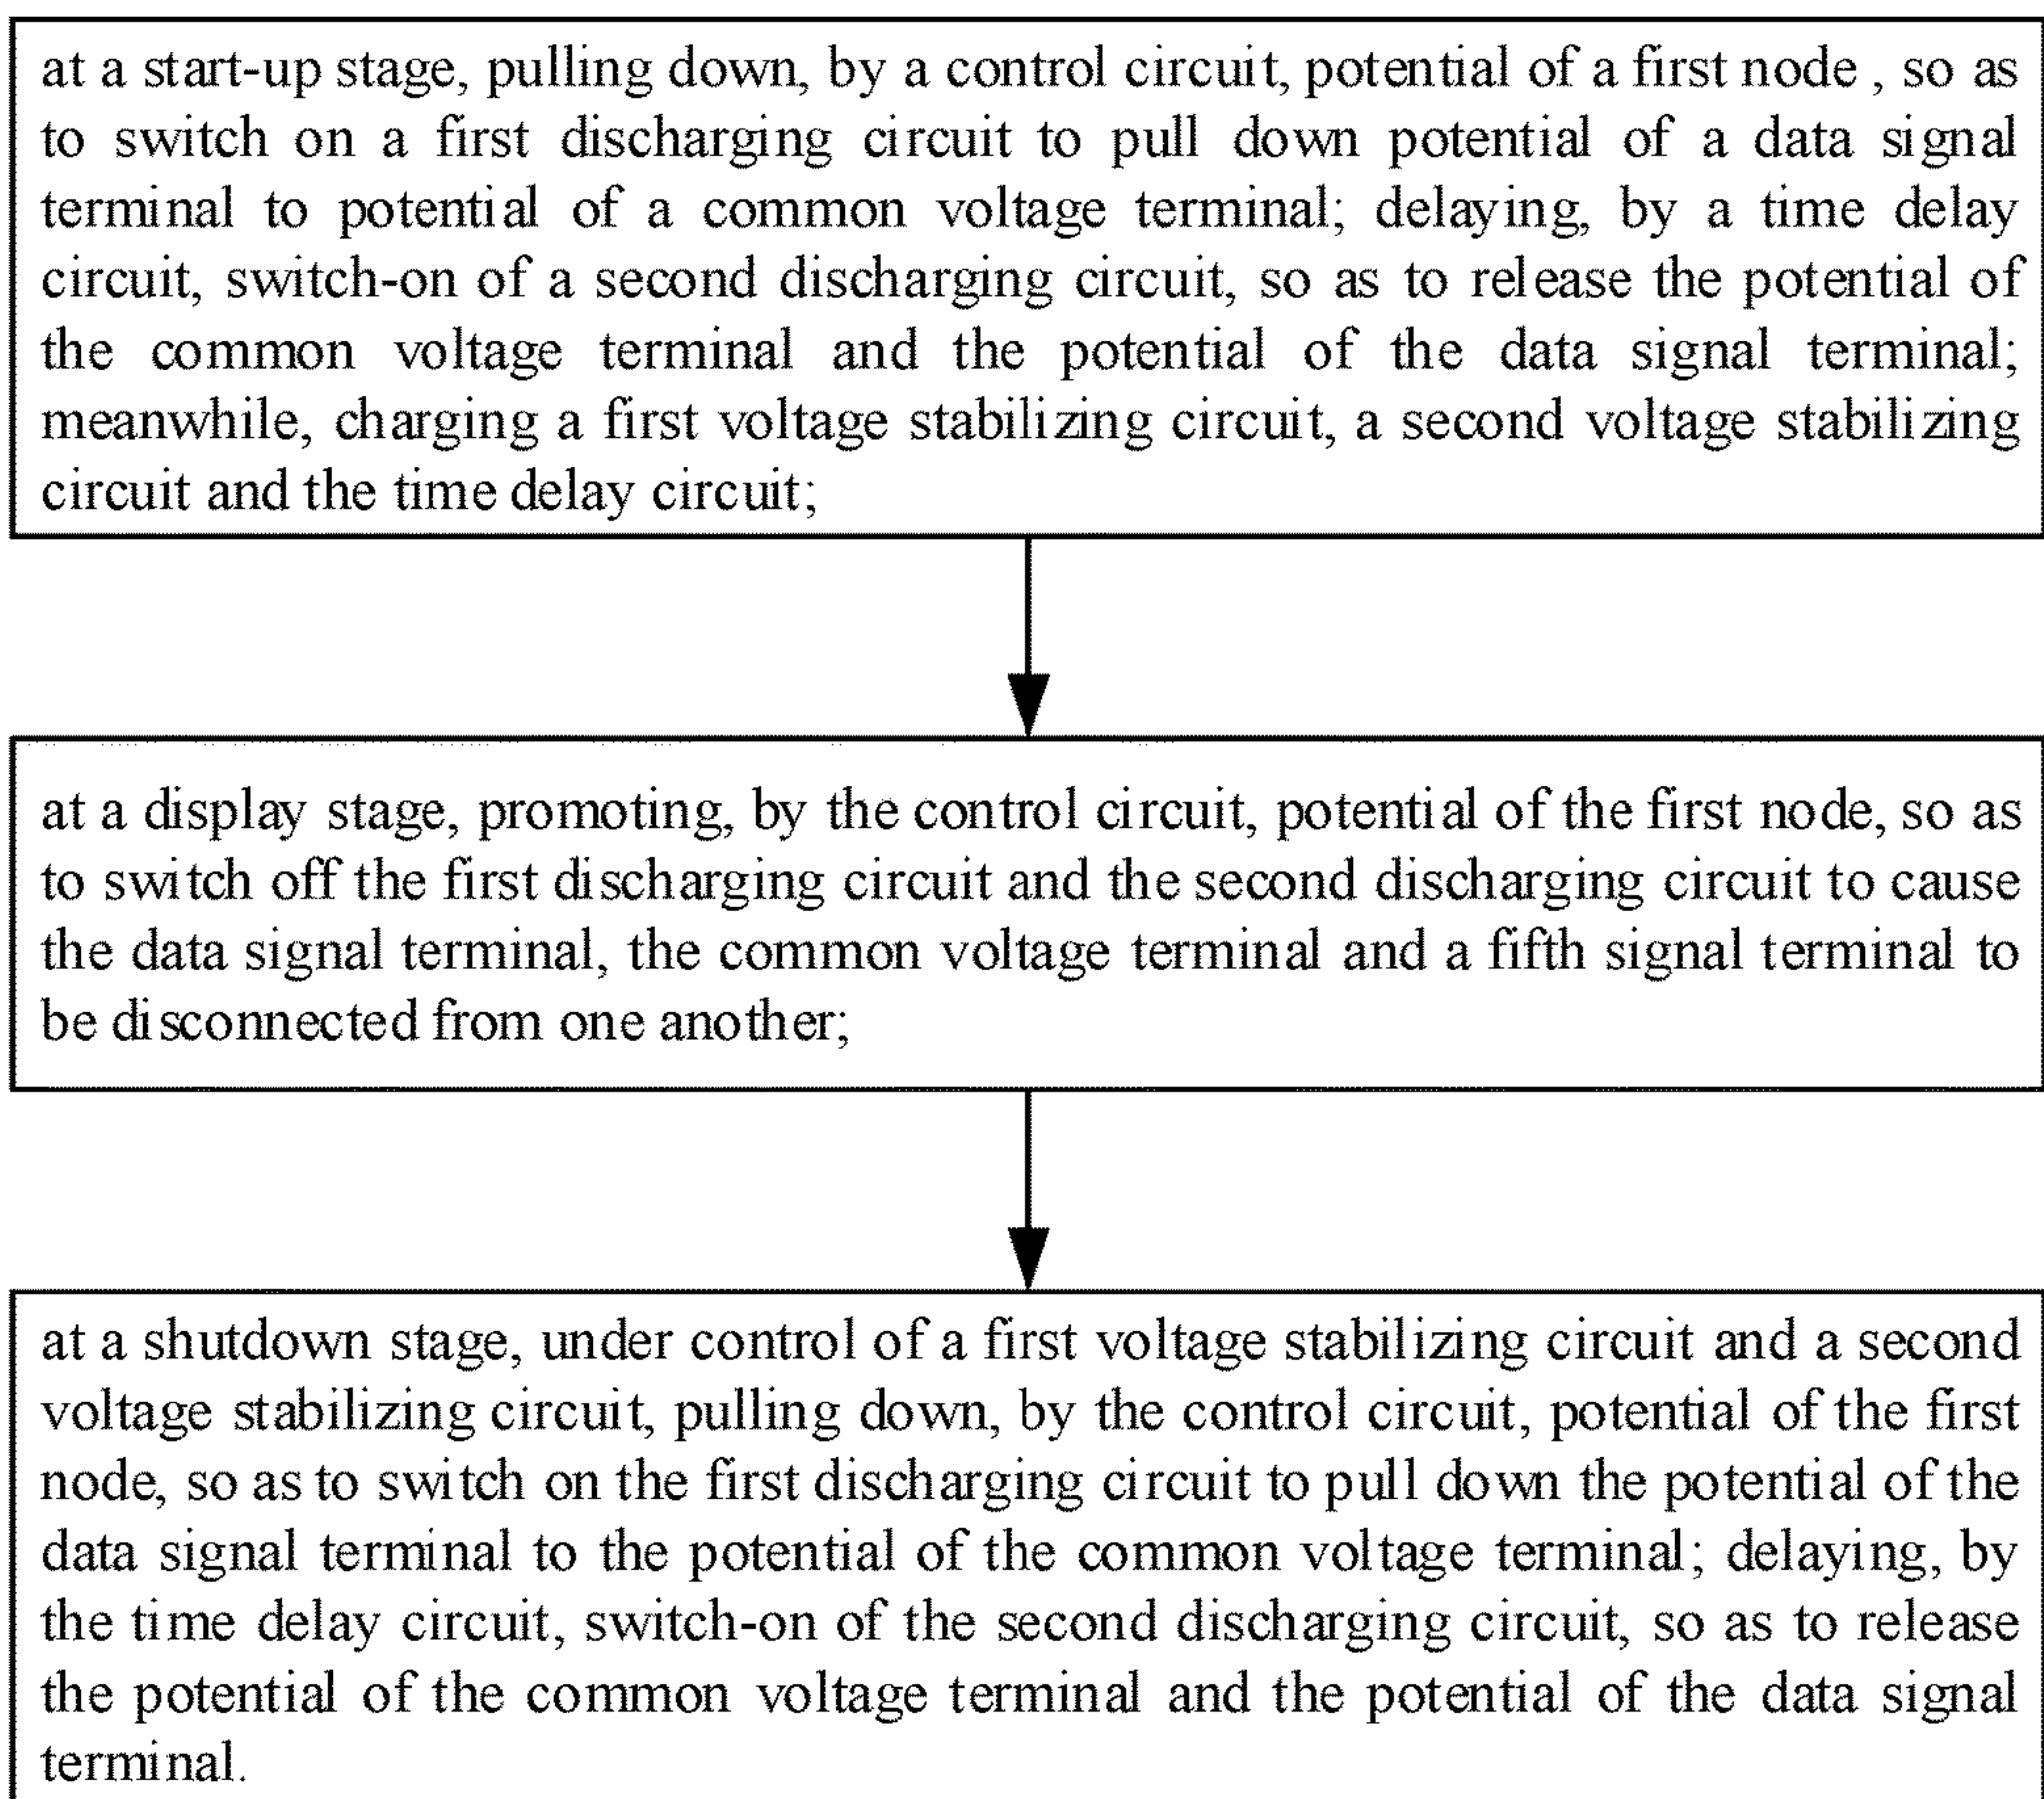 at a start-up stage, pulling down, by a control circuit, potential of a first node , so as
to switch on a first discharging circuit to pull down potential of a data signal
terminal to potential of a common voltage terminal; delaying, by a time delay
circuit, switch-on of a second discharging circuit, so as to release the potential of
the common voltage terminal and the potential of the data signal terminal;
meanwhile, charging a first voltage stabilizing circuit, a second voltage stabilizing
circuit and the time delay circuit;
at a display stage, promoting, by the control circuit, potential of the first node, so as
to switch off the first discharging circuit and the second discharging circuit to cause
the data signal terminal, the common voltage terminal and a fifth signal terminal to
be disconnected from one another;
at a shutdown stage, under control of a first voltage stabilizing circuit and a second
voltage stabilizing circuit, pulling down, by the control circuit, potential of the first
node, so as to switch on the first discharging circuit to pull down the potential of the
data signal terminal to the potential of the common voltage terminal; delaying, by
the time delay circuit, switch-on of the second discharging circuit, so as to release
the potential of the common voltage terminal and the potential of the data signal
terminal.